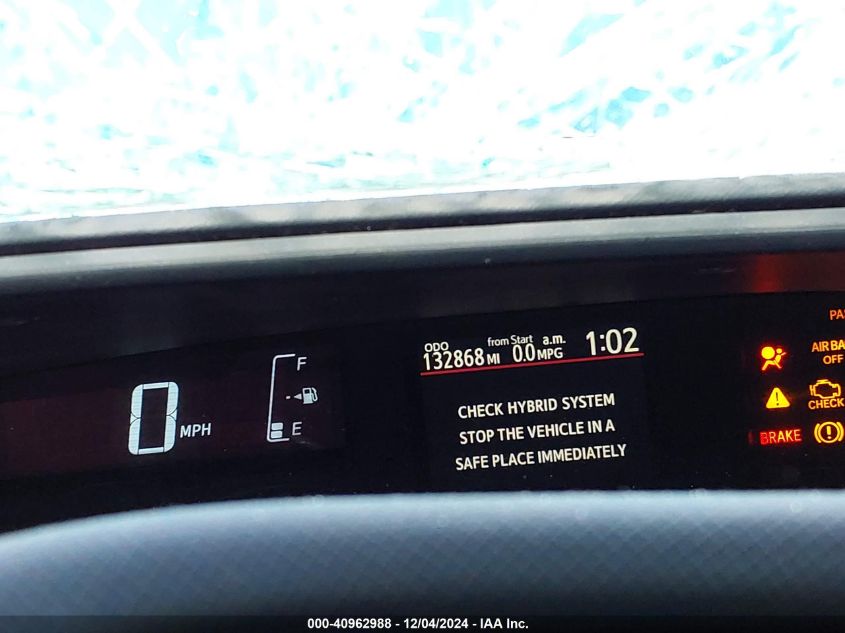 0 MPH
F
E
ODO 132868 MI
from Start 0.0 MPG
a.m. 1:02
CHECK HYBRID SYSTEM
STOP THE VEHICLE IN A
SAFE PLACE IMMEDIATELY
PAS
AIR BA
OFF
CHECK
BRAKE
000-40962988 - 12/04/2024 - IAA Inc.